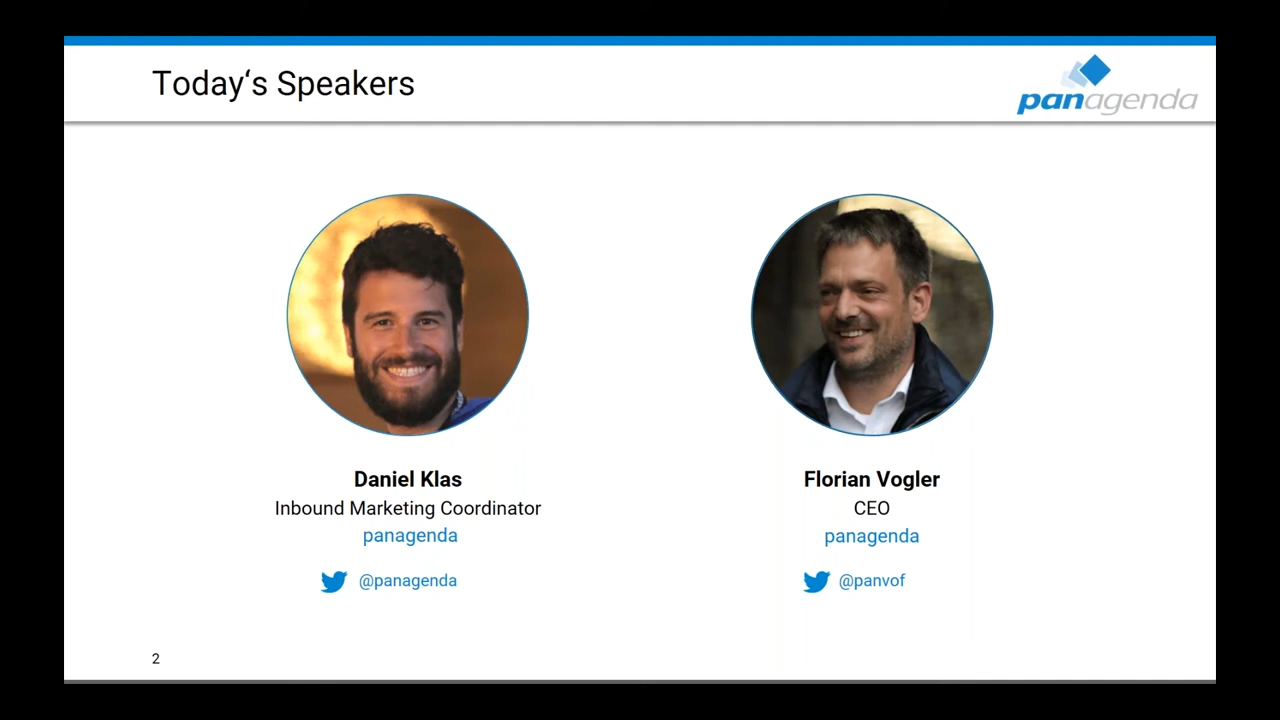 Today‘s Speakers
panagenda
Daniel Klas
Inbound Marketing Coordinator
panagenda
@panagenda
Florian Vogler
CEO
panagenda
@panvof
2